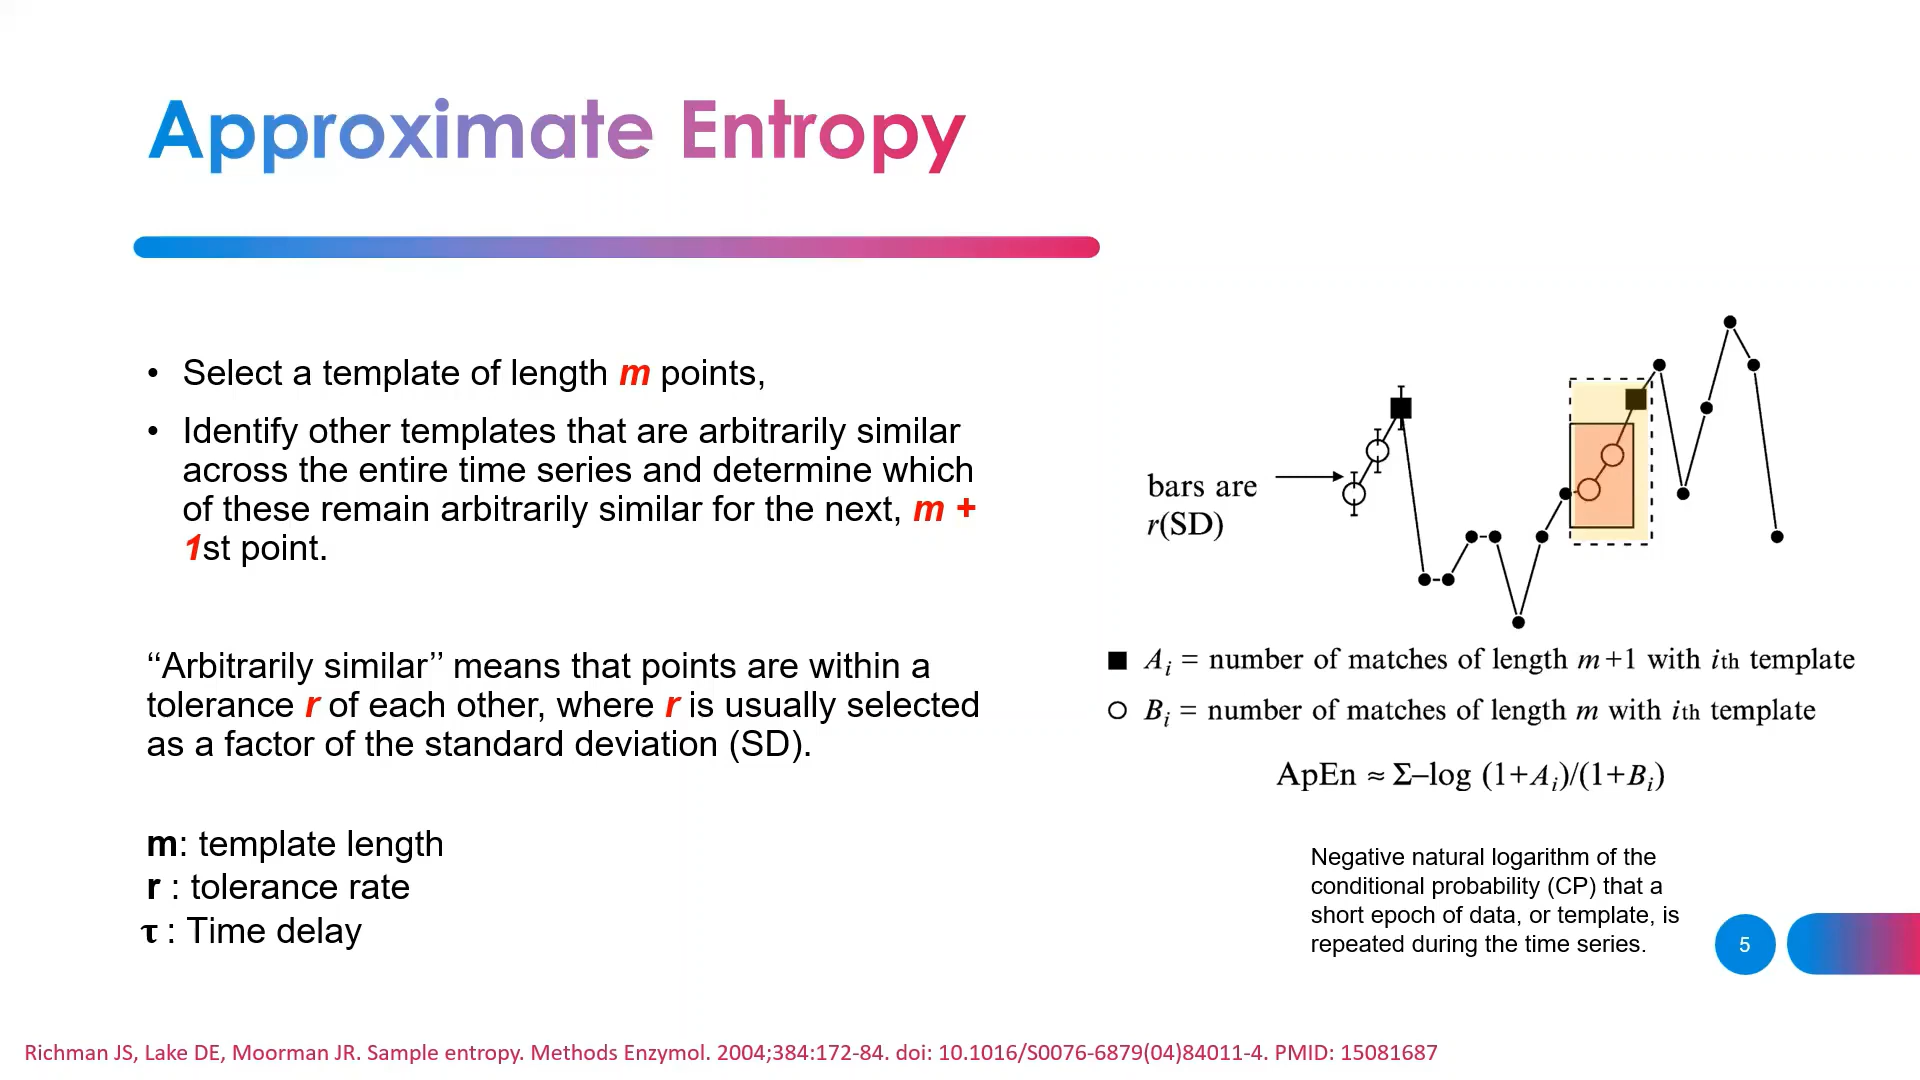 Approximate Entropy
• Select a template of length m points,
• Identify other templates that are arbitrarily similar
across the entire time series and determine which
of these remain arbitrarily similar for the next, m +
1st point.
‘‘Arbitrarily similar’’ means that points are within a
tolerance r of each other, where r is usually selected
as a factor of the standard deviation (SD).
m: template length
r : tolerance rate
τ : Time delay
bars are
r(SD)
■ Aᵢ = number of matches of length m+1 with ith template
○ Bᵢ = number of matches of length m with ith template
ApEn ≈ Σ–log (1+Aᵢ)/(1+Bᵢ)
Negative natural logarithm of the
conditional probability (CP) that a
short epoch of data, or template, is
repeated during the time series.
5
Richman JS, Lake DE, Moorman JR. Sample entropy. Methods Enzymol. 2004;384:172-84. doi: 10.1016/S0076-6879(04)84011-4. PMID: 15081687